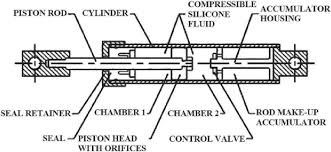 PISTON ROD
CYLINDER
COMPRESSIBLE
SILICONE
FLUID
ACCUMULATOR
HOUSING
SEAL RETAINER
SEAL
CHAMBER 1
PISTON HEAD
WITH ORIFICES
CHAMBER 2
CONTROL VALVE
ROD MAKE-UP
ACCUMULATOR